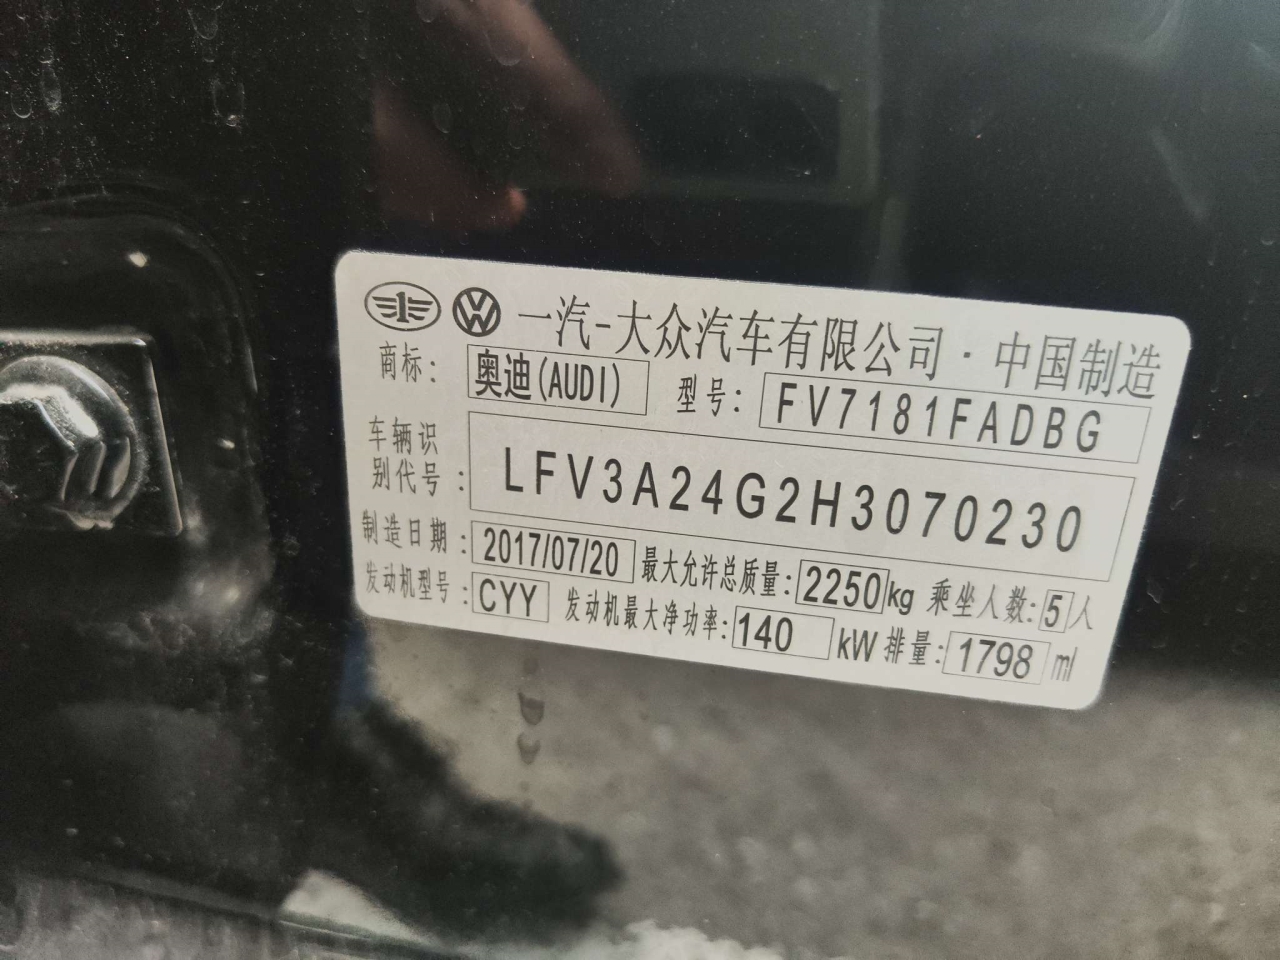 一汽-大众汽车有限公司·中国制造
商标: 奥迪(AUDI) 型号: FV7181FADBG
车辆识
别代号: LFV3A24G2H3070230
制造日期: 2017/07/20 最大允许总质量: 2250kg 乘坐人数: 5人
发动机型号: CYY 发动机最大净功率: 140 kW 排量: 1798 ml